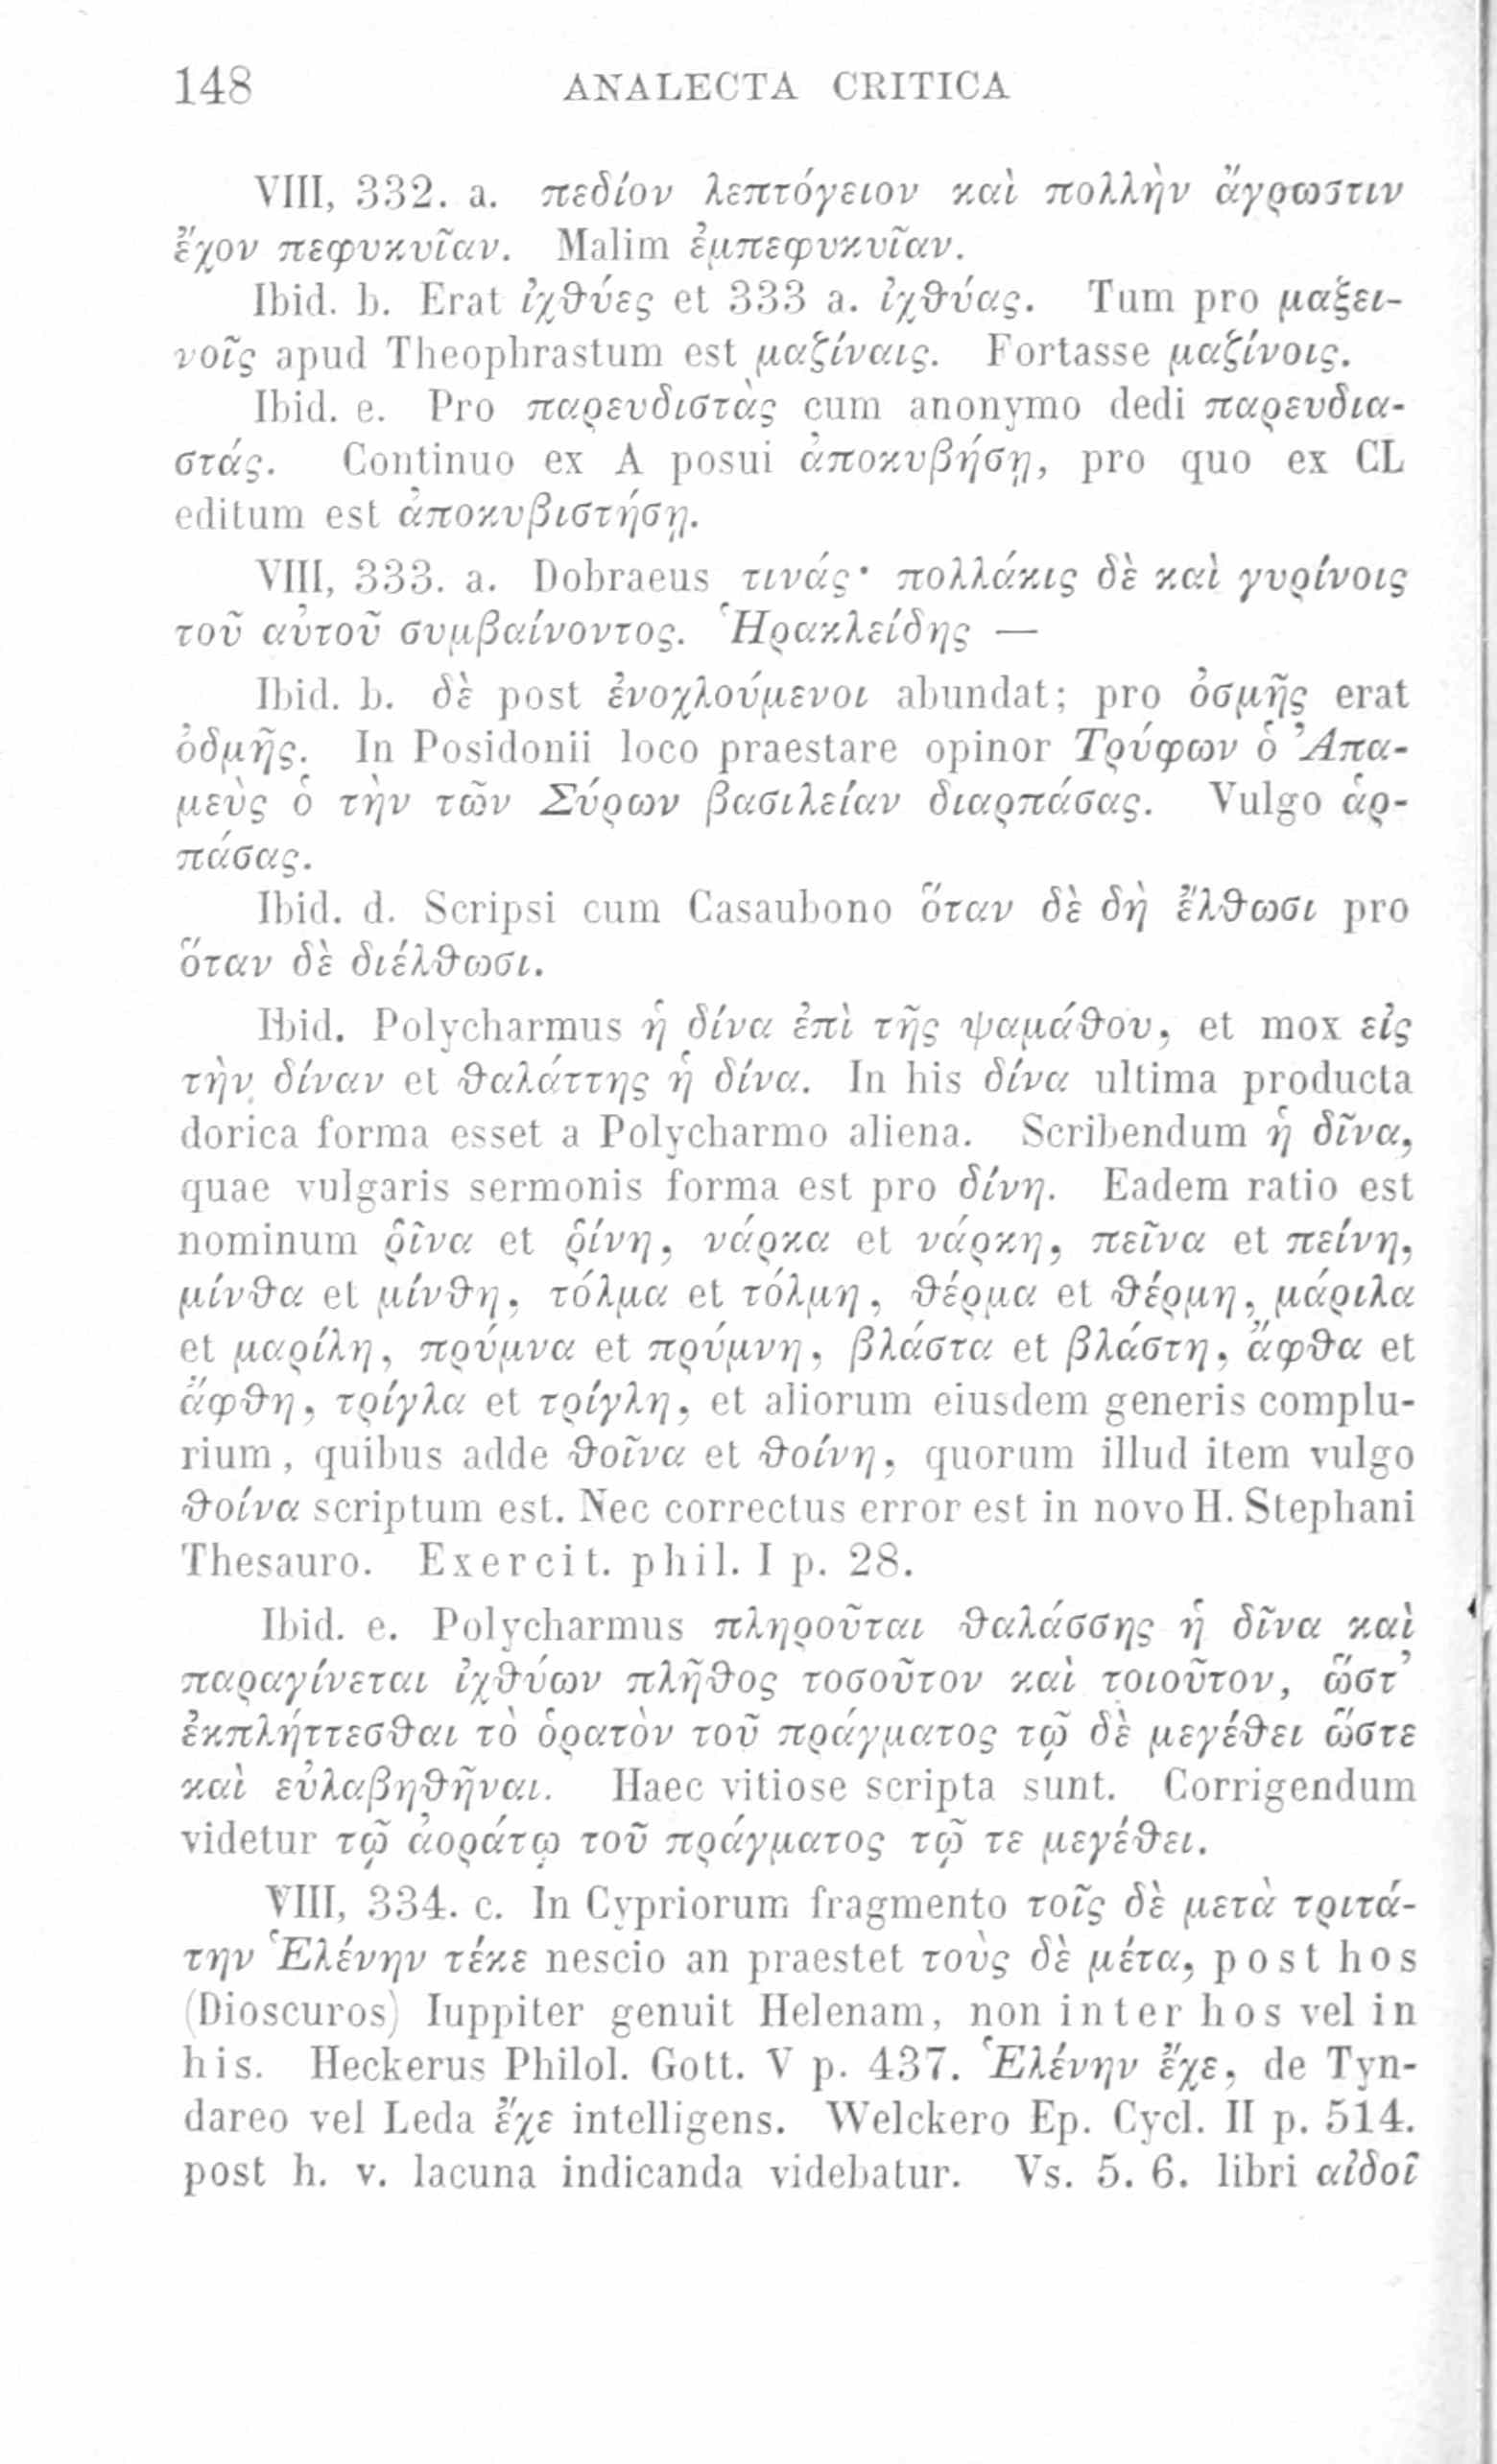 148 ANALECTA CRITICA
VIII, 332. a. πεδίον λεπτόγειον καὶ πολλὴν ἄγρωστιν
ἔχον πεφυκυῖαν. Malim ἐμπεφυκυῖαν.
Ibid. b. Erat ἰχθύες et 333 a. ἰχθύας. Tum pro μαξει-
νοῖς apud Theophrastum est μαζίναις. Fortasse μαζίνοις.
Ibid. e. Pro παρευδιστὰς cum anonymo dedi παρευδια-
στάς. Continuo ex A posui ἀποκυβήσῃ, pro quo ex CL
editum est ἀποκυβιστήσῃ.
VIII, 333. a. Dobraeus τινάς· πολλάκις δὲ καὶ γυρίνοις
τοῦ αὐτοῦ συμβαίνοντος. Ἡρακλείδης —
Ibid. b. δὲ post ἐνοχλούμενοι abundat; pro ὀσμῆς erat
ὀδμῆς. In Posidonii loco praestare opinor Τρύφων ὁ Ἀπα-
μεὺς ὁ τὴν τῶν Σύρων βασιλείαν διαρπάσας. Vulgo ἁρ-
πάσας.
Ibid. d. Scripsi cum Casaubono ὅταν δὲ δὴ ἔλθωσι pro
ὅταν δὲ διέλθωσι.
Ibid. Polycharmus ἡ δίνα ἐπὶ τῆς ψαμάθου, et mox εἰς
τὴν δίναν et θαλάττης ἡ δίνα. In his δίνα ultima producta
dorica forma esset a Polycharmo aliena. Scribendum ἡ δῖνα,
quae vulgaris sermonis forma est pro δίνη. Eadem ratio est
nominum ῥῖνα et ῥίνη, νάρκα et νάρκη, πεῖνα et πείνη,
μίνθα et μίνθη, τόλμα et τόλμη, θέρμα et θέρμη, μάριλα
et μαρίλη, πρύμνα et πρύμνη, βλάστα et βλάστη, ἄφθα et
ἄφθη, τρίγλα et τρίγλη, et aliorum eiusdem generis complu-
rium, quibus adde θοῖνα et θοίνη, quorum illud item vulgo
θοίνα scriptum est. Nec correctus error est in novo H. Stephani
Thesauro. Exercit. phil. I p. 28.
Ibid. e. Polycharmus πληροῦται θαλάσσης ἡ δῖνα καὶ
παραγίνεται ἰχθύων πλῆθος τοσοῦτον καὶ τοιοῦτον, ὥστ᾽
ἐκπλήττεσθαι τὸ ὁρατὸν τοῦ πράγματος τῷ δὲ μεγέθει ὥστε
καὶ εὐλαβηθῆναι. Haec vitiose scripta sunt. Corrigendum
videtur τῷ ἀοράτῳ τοῦ πράγματος τῷ τε μεγέθει.
VIII, 334. c. In Cypriorum fragmento τοῖς δὲ μετὰ τριτά-
την Ἑλένην τέκε nescio an praestet τοὺς δὲ μέτα, post hos
(Dioscuros) Iuppiter genuit Helenam, non inter hos vel in
his. Heckerus Philol. Gott. V p. 437. Ἑλένην ἔχε, de Tyn-
dareo vel Leda ἔχε intelligens. Welckero Ep. Cycl. II p. 514.
post h. v. lacuna indicanda videbatur. Vs. 5. 6. libri αἰδοῖ